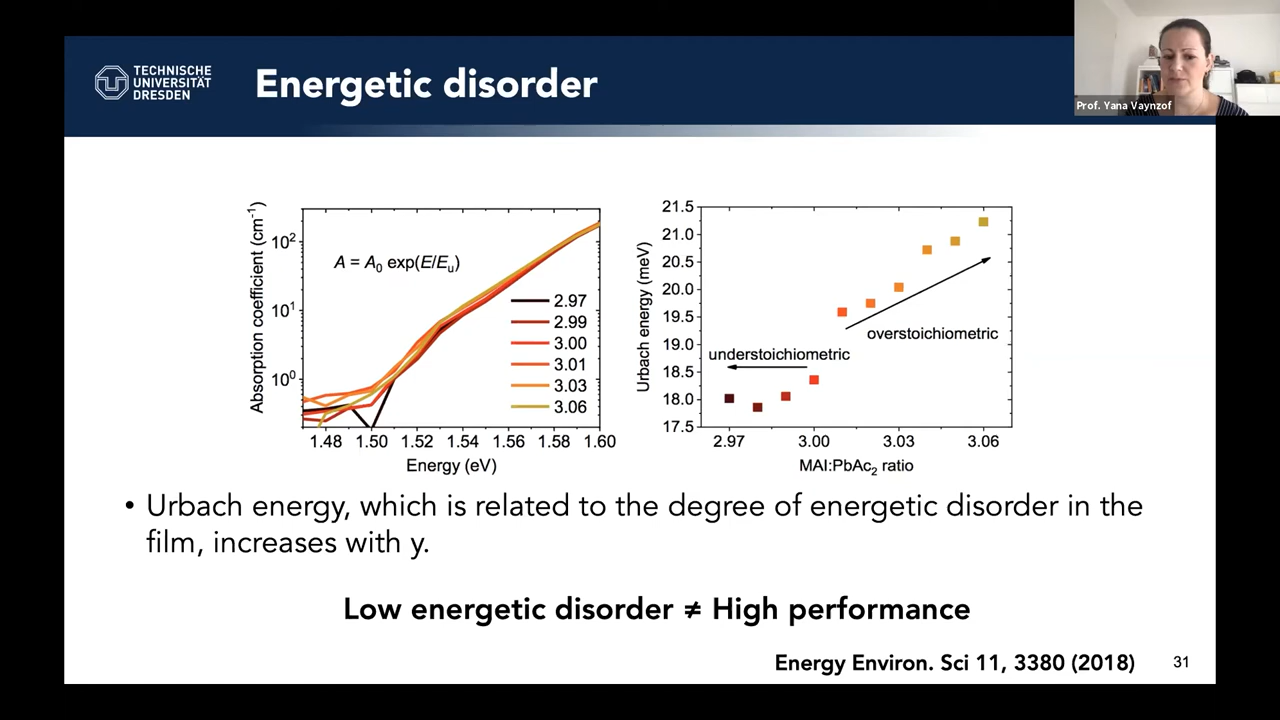 TECHNISCHE
UNIVERSITÄT
DRESDEN
Energetic disorder
Prof. Yana Vaynzof
Absorption coefficient (cm⁻¹)
10²
10¹
10⁰
A = A₀ exp(E/Eᵤ)
2.97
2.99
3.00
3.01
3.03
3.06
1.48 1.50 1.52 1.54 1.56 1.58 1.60
Energy (eV)
Urbach energy (meV)
21.5
21.0
20.5
20.0
19.5
19.0
18.5
18.0
17.5
overstoichiometric
understoichiometric
2.97 3.00 3.03 3.06
MAI:PbAc₂ ratio
• Urbach energy, which is related to the degree of energetic disorder in the
film, increases with y.
Low energetic disorder ≠ High performance
Energy Environ. Sci 11, 3380 (2018)
31